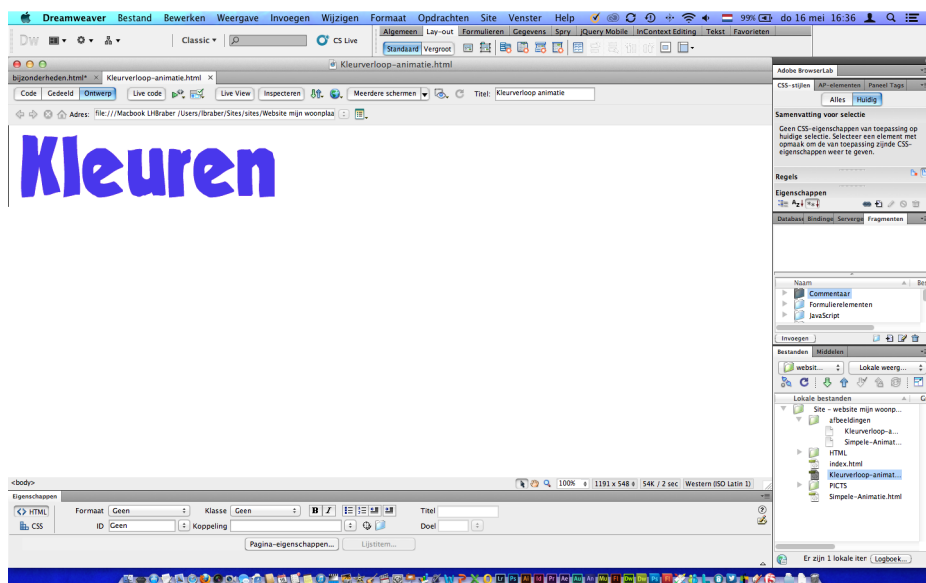 Dreamweaver Bestand Bewerken Weergave Invoegen Wijzigen Formaat Opdrachten Site Venster Help 99% do 16 mei 16:36
DW Classic CS Live
Algemeen Lay-out Formulieren Gegevens Spry jQuery Mobile InContext Editing Tekst Favorieten
Standaard Vergroot
Kleurverloop-animatie.html
bijzonderheden.html* × Kleurverloop-animatie.html ×
Code Gedeeld Ontwerp Live code Live View Inspecteren Meerdere schermen Titel: Kleurverloop animatie
Adres: file:///Macbook LHBraber /Users/lbraber/Sites/sites/Website mijn woonplaa
Kleuren
<body> 100% 1191 x 548 54K / 2 sec Western (ISO Latin 1)
Eigenschappen
<> HTML Formaat Geen Klasse Geen B I Titel
CSS ID Geen Koppeling Doel
Pagina-eigenschappen... Lijstitem...
Adobe BrowserLab
CSS-stijlen AP-elementen Paneel Tags
Alles Huidig
Samenvatting voor selectie
Geen CSS-eigenschappen van toepassing op
huidige selectie. Selecteer een element met
opmaak om de van toepassing zijnde CSS-
eigenschappen weer te geven.
Regels
Eigenschappen
Database Bindinge Serverge Fragmenten
Naam Bes
Commentaar
Formulierelementen
JavaScript
Invoegen
Bestanden Middelen
websit... Lokale weerg...
Lokale bestanden G
Site - website mijn woonp...
afbeeldingen
Kleurverloop-a...
Simpele-Animat...
HTML
index.html
Kleurverloop-animat...
PICTS
Simpele-Animatie.html
Er zijn 1 lokale iter Logboek...